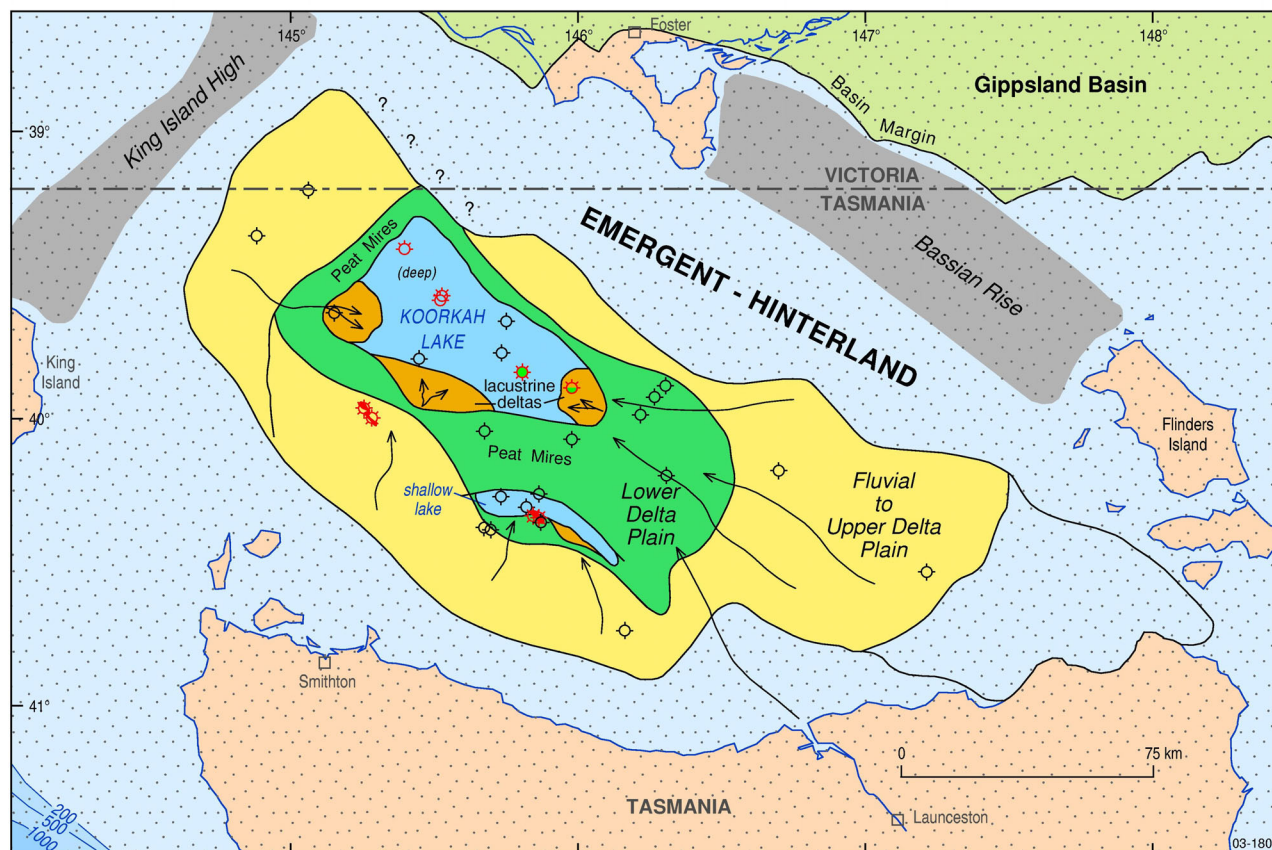 145°
146°
147°
148°
Foster
King Island High
Gippsland Basin
Basin
Margin
39°
?
?
?
?
VICTORIA
TASMANIA
Bassian Rise
EMERGENT - HINTERLAND
Peat Mires
(deep)
KOORKAH
LAKE
King
Island
lacustrine
deltas
40°
Flinders
Island
Peat Mires
shallow
lake
Lower
Delta
Plain
Fluvial
to
Upper Delta
Plain
Smithton
41°
0
75 km
200
500
1000
TASMANIA
Launceston
03-180